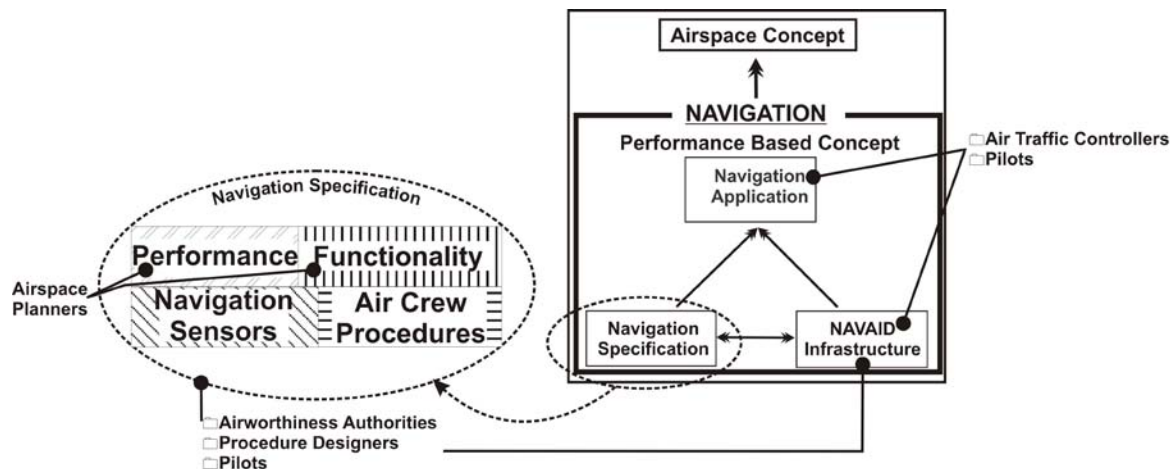 Airspace Concept
NAVIGATION
Performance Based Concept
Navigation
Application
Air Traffic Controllers
Pilots
Navigation
Specification
NAVAID
Infrastructure
Navigation Specification
Performance
Functionality
Navigation
Sensors
Air Crew
Procedures
Airspace
Planners
Airworthiness Authorities
Procedure Designers
Pilots